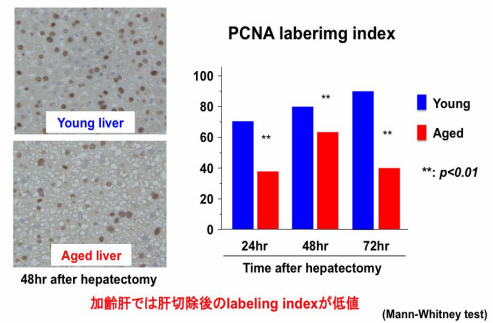 PCNA laberimg index
Young liver
Aged liver
48hr after hepatectomy
100
80
60
40
20
0
**
**
**
24hr
48hr
72hr
Time after hepatectomy
Young
Aged
**: p<0.01
加齢肝では肝切除後のlabeling indexが低値
(Mann-Whitney test)